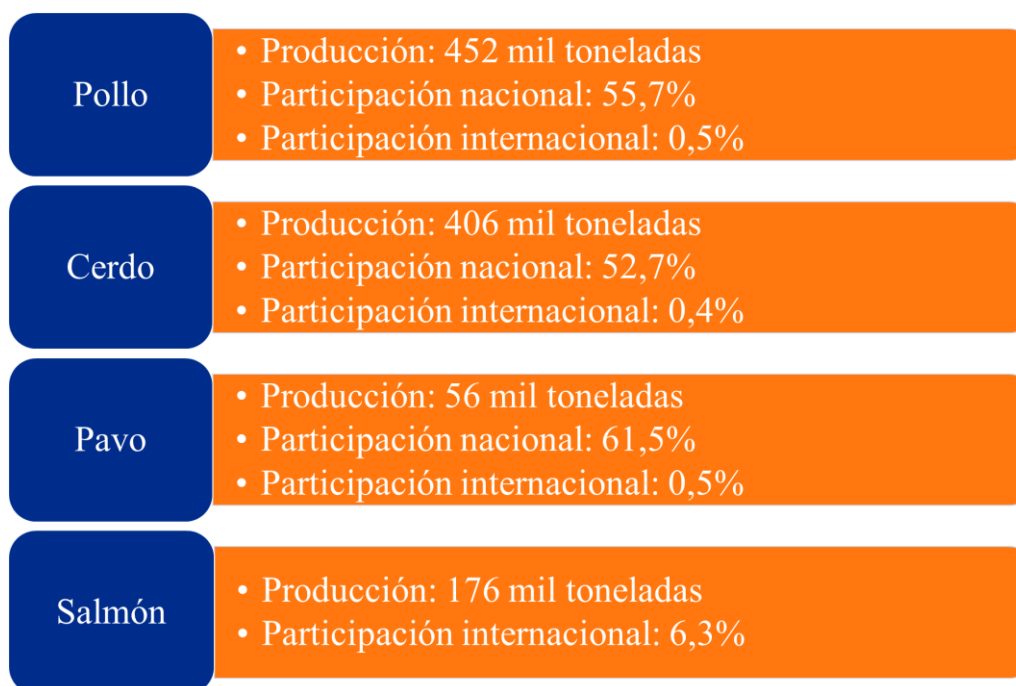 Pollo
• Producción: 452 mil toneladas
• Participación nacional: 55,7%
• Participación internacional: 0,5%
Cerdo
• Producción: 406 mil toneladas
• Participación nacional: 52,7%
• Participación internacional: 0,4%
Pavo
• Producción: 56 mil toneladas
• Participación nacional: 61,5%
• Participación internacional: 0,5%
Salmón
• Producción: 176 mil toneladas
• Participación internacional: 6,3%